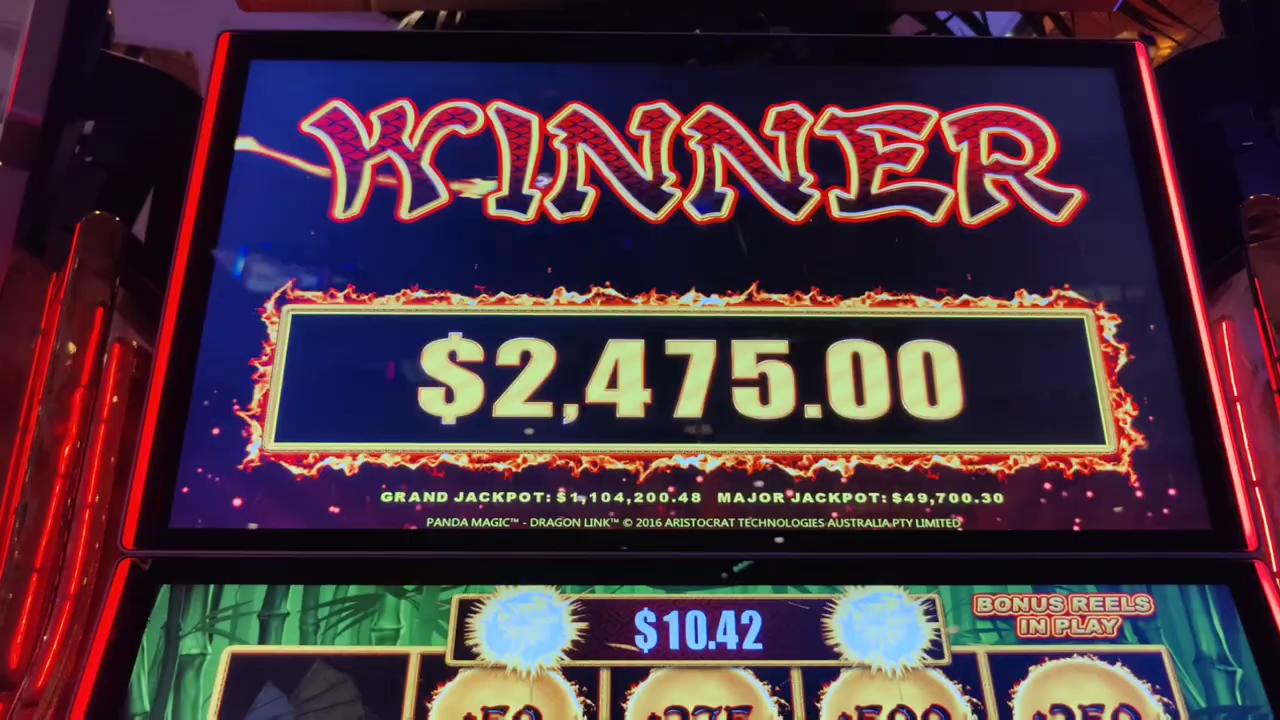 WINNER
$2,475.00
GRAND JACKPOT: $1,104,200.48 MAJOR JACKPOT: $49,700.30
PANDA MAGIC™ - DRAGON LINK™ © 2016 ARISTOCRAT TECHNOLOGIES AUSTRALIA PTY LIMITED
$10.42
BONUS REELS
IN PLAY